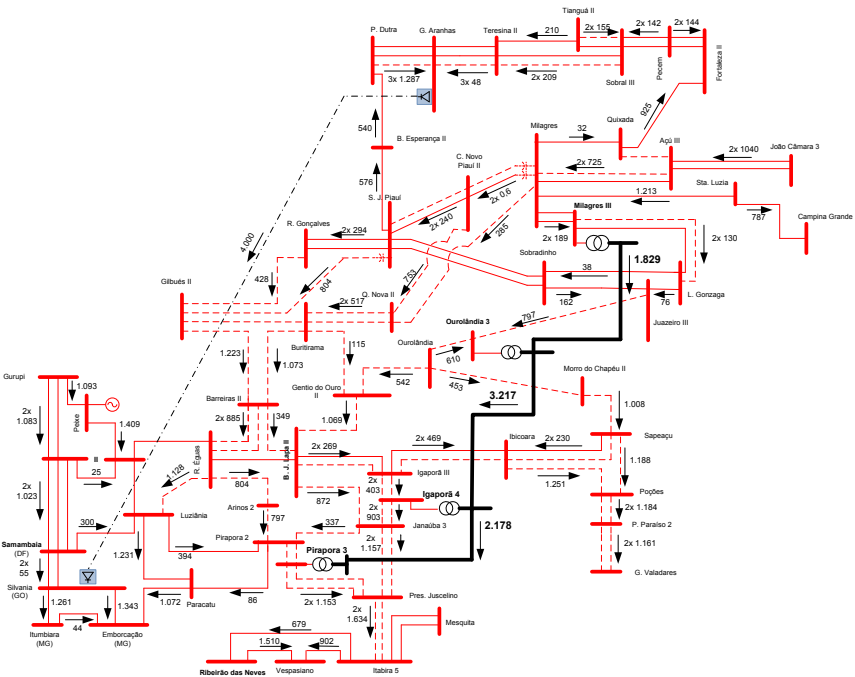 Tianguá II
P. Dutra
G. Aranhas
Teresina II
210
2x 155
2x 142
2x 144
3x 1.287
3x 48
2x 209
Sobral III
Pecem
Fortaleza II
540
B. Esperança II
576
925
Milagres
32
Quixada
Açú III
C. Novo
Piauí II
2x 725
2x 1040
João Câmara 3
S. J. Piauí
2x 0.6
2x 240
285
1.213
Sta. Luzia
Milagres III
787
Campina Grande
R. Gonçalves
2x 294
2x 189
2x 130
4.000
Sobradinho
38
1.829
Gilbués II
428
804
753
162
76
L. Gonzaga
Q. Nova II
2x 517
797
Juazeiro III
Buritirama
Ourolândia 3
Ourolândia
610
1.223
1.073
115
Gentio do Ouro
II
542
453
Morro do Chapéu II
Gurupi
1.093
Barreiras II
3.217
1.008
2x
1.083
Peixe
1.409
2x 885
349
1.069
Ibicoara
2x 230
Sapeaçu
II
25
R. Éguas
B. J. Lapa II
2x 269
2x 469
1.188
1.128
804
Igaporã III
1.251
Poções
2x
1.023
872
2x
403
Igaporã 4
2x 1.184
300
Luziânia
Arinos 2
797
337
2x
903
Janaúba 3
P. Paraíso 2
Samambaia
(DF)
1.231
394
Pirapora 2
Pirapora 3
2x
1.157
2.178
2x 1.161
2x
55
G. Valadares
Silvania
(GO)
1.072
Paracatu
86
2x 1.153
Pres. Juscelino
1.261
1.343
2x
1.634
Mesquita
44
679
Itumbiara
(MG)
Emborcação
(MG)
1.510
902
Ribeirão das Neves
Vespasiano
Itabira 5